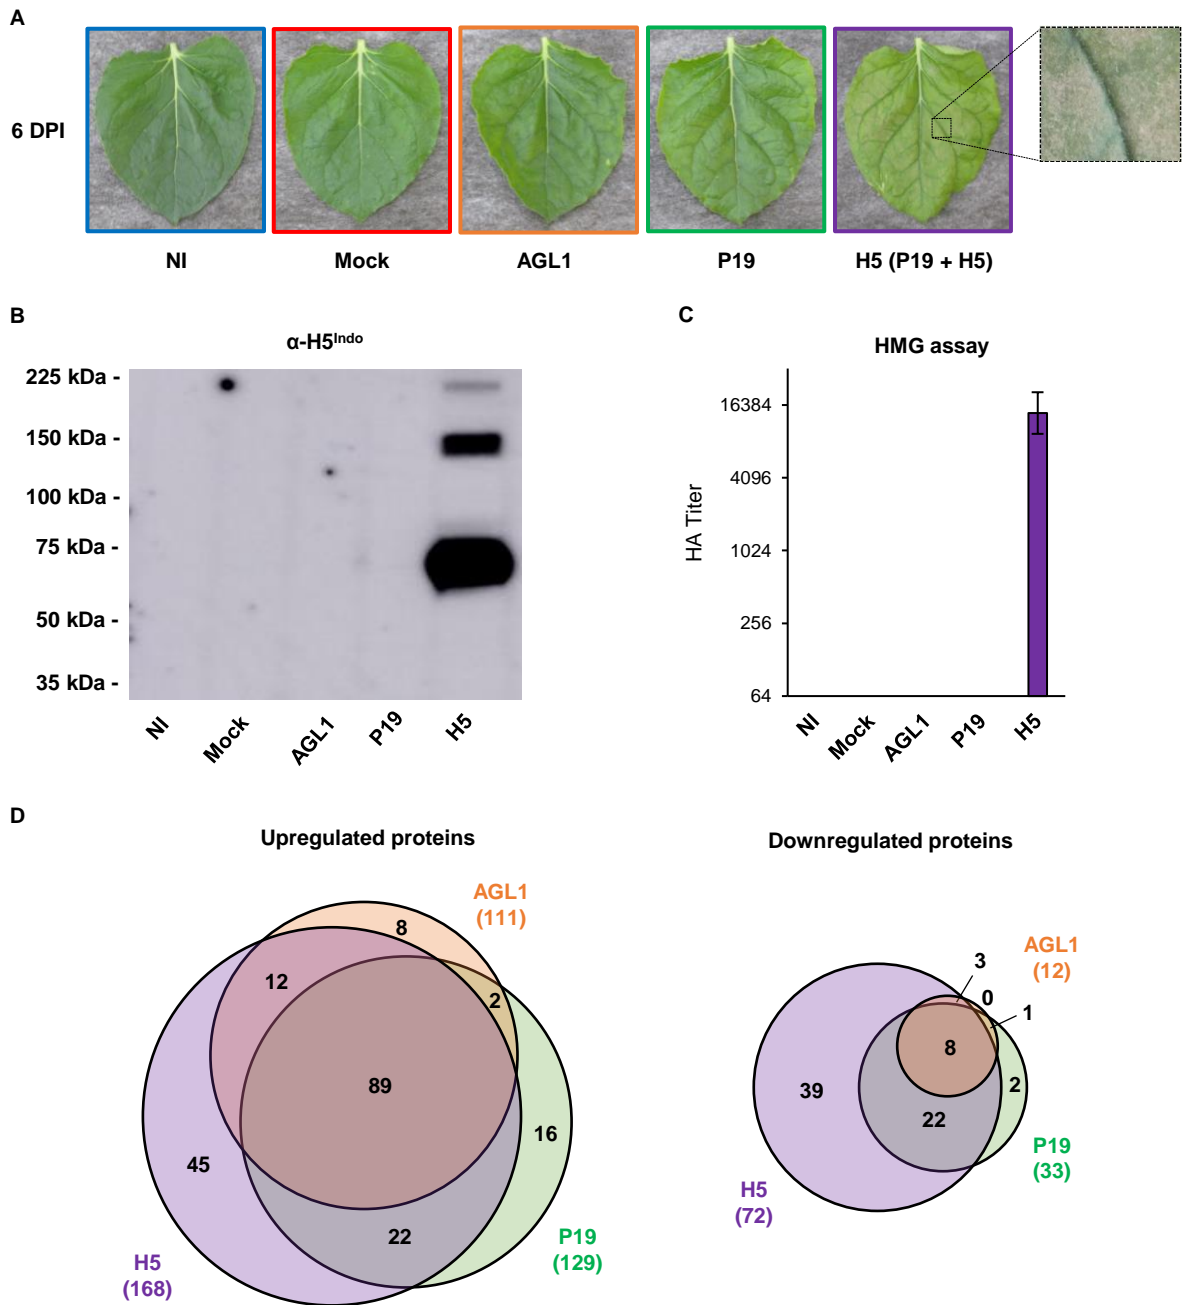 A
6 DPI
NI
Mock
AGL1
P19
H5 (P19 + H5)
B
α-H5Indo
225 kDa -
150 kDa -
100 kDa -
75 kDa -
50 kDa -
35 kDa -
NI
Mock
AGL1
P19
H5
C
HMG assay
HA Titer
16384
4096
1024
256
64
NI
Mock
AGL1
P19
H5
D
Upregulated proteins
AGL1
(111)
8
12
2
89
16
45
22
H5
(168)
P19
(129)
Downregulated proteins
AGL1
(12)
3
0
1
8
39
2
22
P19
(33)
H5
(72)